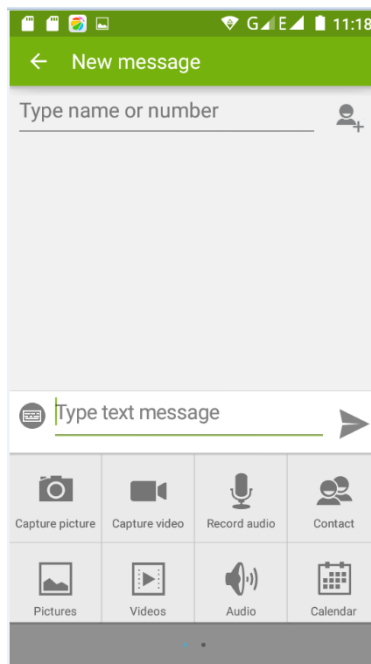 G E 11:18
New message
Type name or number
Type text message
Capture picture Capture video Record audio Contact
Pictures Videos Audio Calendar